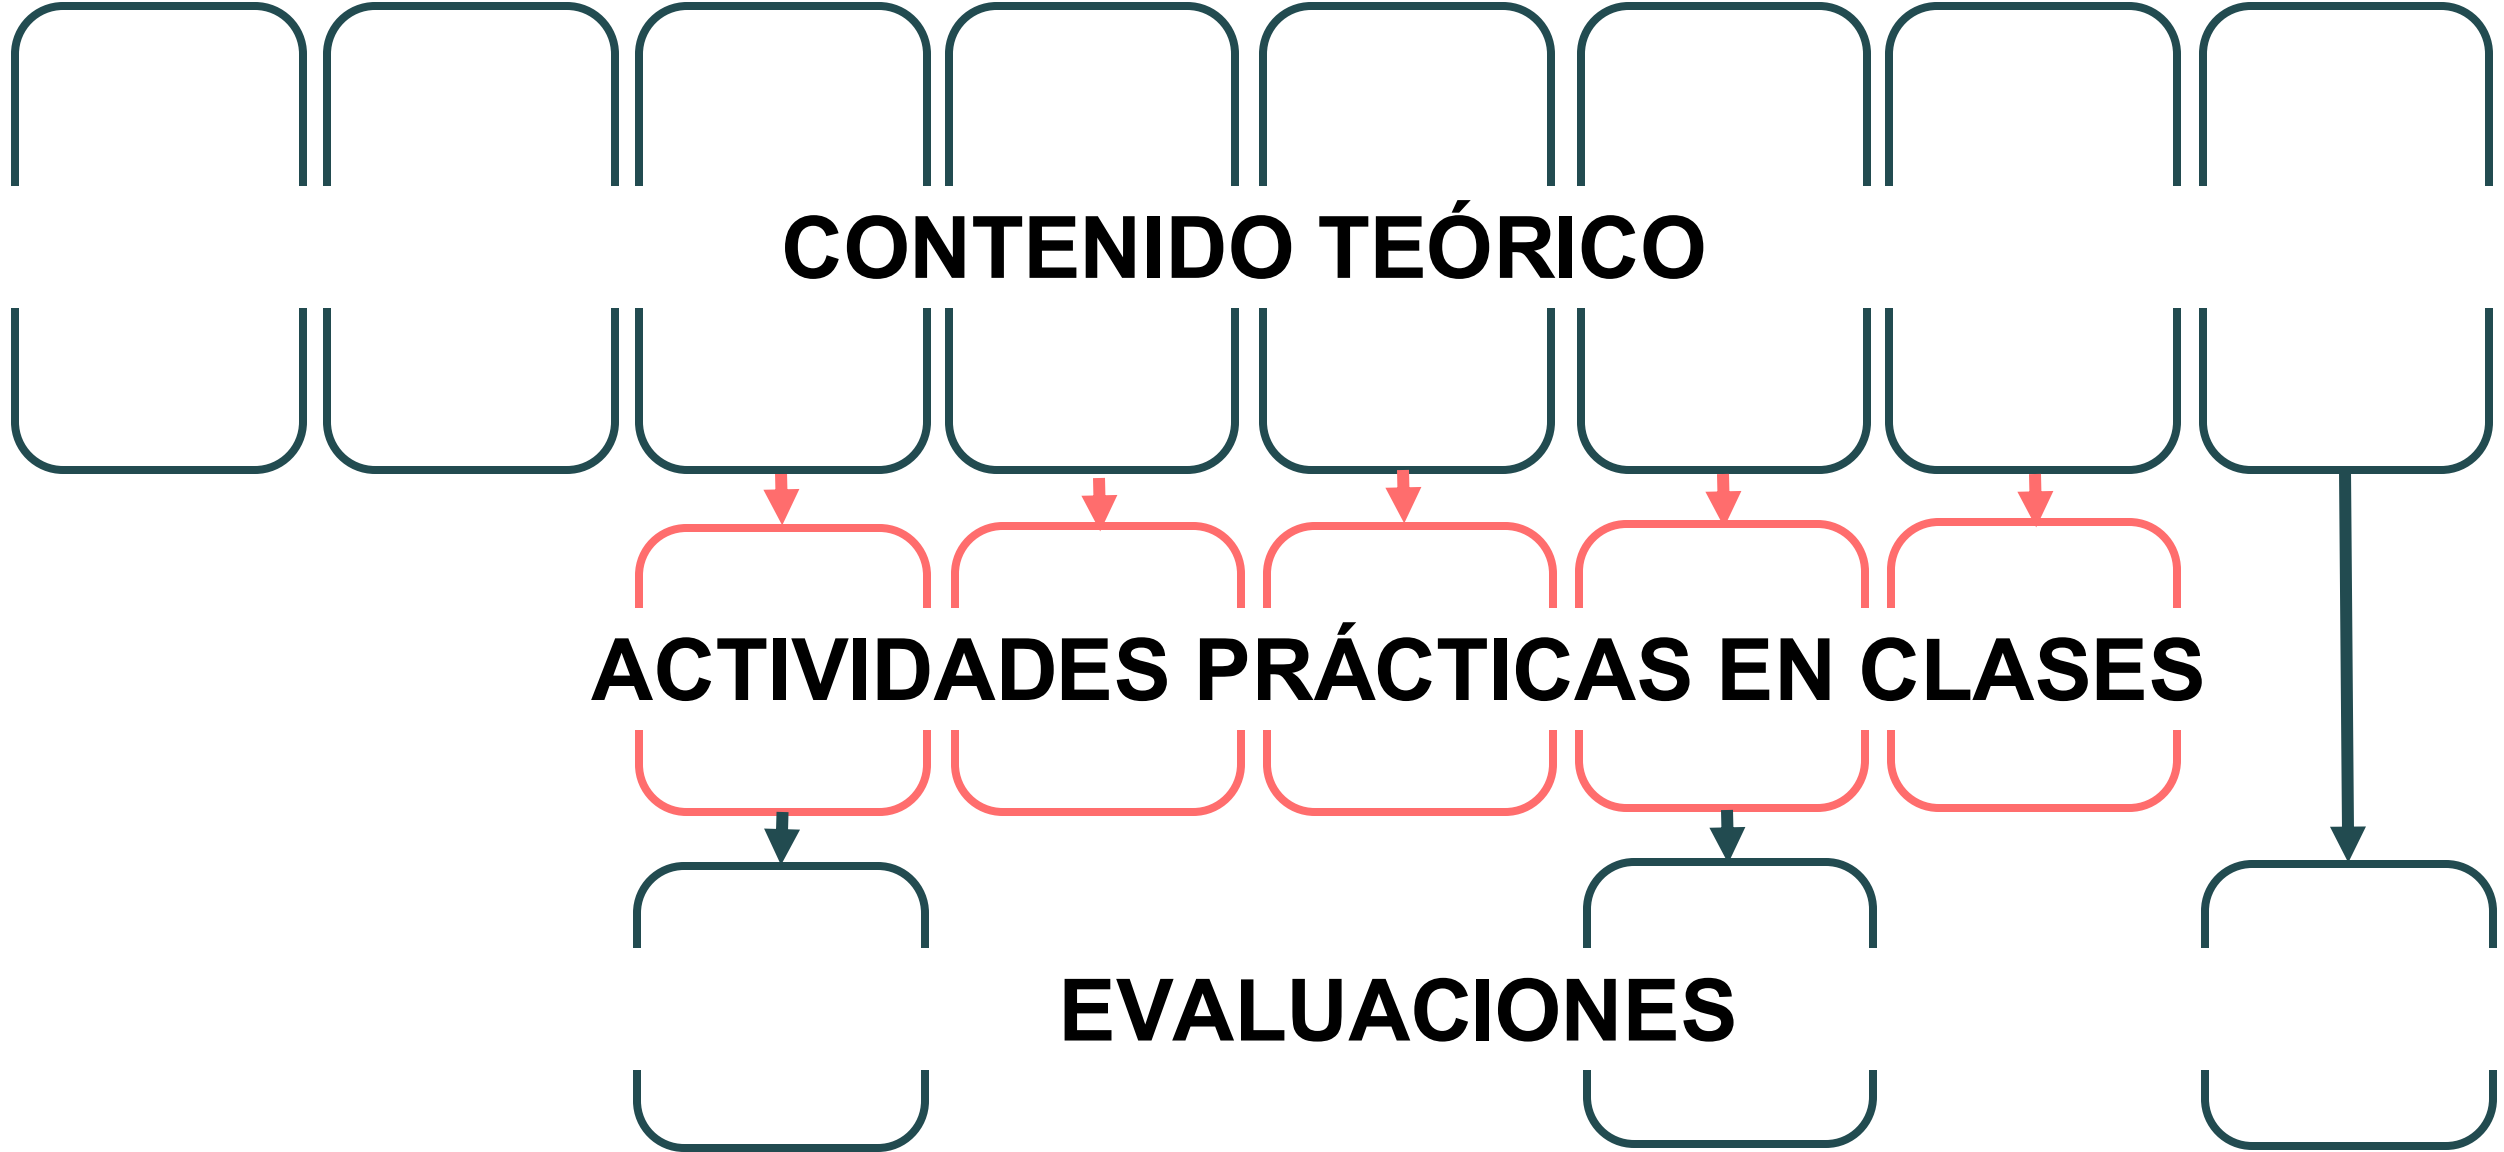 CONTENIDO TEÓRICO
ACTIVIDADES PRÁCTICAS EN CLASES
EVALUACIONES